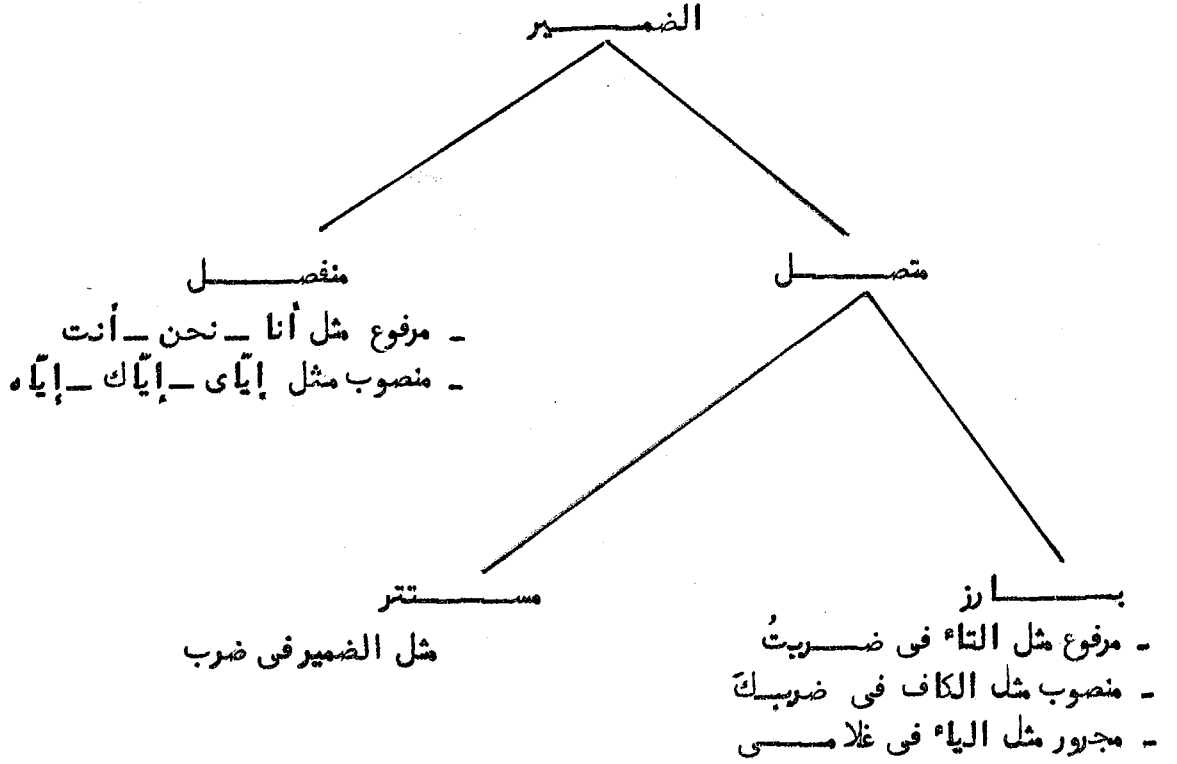 الضمير
متصل
منفصل
- مرفوع مثل أنا – نحن – أنت
- منصوب مثل إيّاى – إيّاك – إيّاه
بارز
- مرفوع مثل التاء فى ضربتُ
- منصوب مثل الكاف فى ضربكَ
- مجرور مثل الياء فى غلامى
مستتر
مثل الضمير فى ضرب